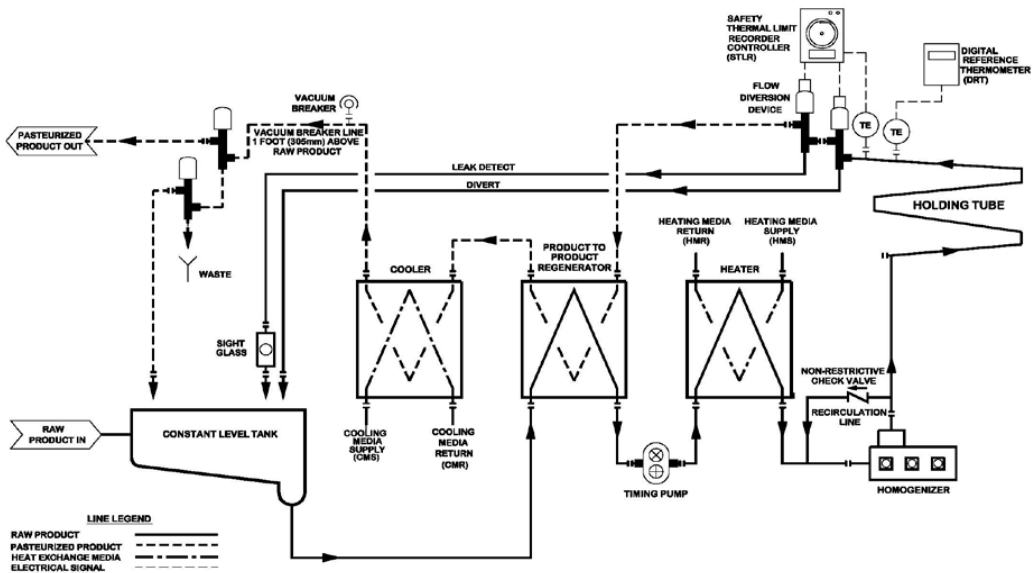 SAFETY
THERMAL LIMIT
RECORDER
CONTROLLER
(STLR)
DIGITAL
REFERENCE
THERMOMETER
(DRT)
FLOW
DIVERSION
DEVICE
TE
TE
VACUUM
BREAKER
VACUUM BREAKER LINE
1 FOOT (305mm) ABOVE
RAW PRODUCT
PASTEURIZED
PRODUCT OUT
LEAK DETECT
DIVERT
HOLDING TUBE
HEATING MEDIA
RETURN
(HMR)
HEATING MEDIA
SUPPLY
(HMS)
WASTE
COOLER
PRODUCT TO
PRODUCT
REGENERATOR
HEATER
SIGHT
GLASS
NON-RESTRICTIVE
CHECK VALVE
RECIRCULATION
LINE
RAW
PRODUCT IN
CONSTANT LEVEL TANK
COOLING
MEDIA
SUPPLY
(CMS)
COOLING
MEDIA
RETURN
(CMR)
TIMING PUMP
HOMOGENIZER
LINE LEGEND
RAW PRODUCT
PASTEURIZED PRODUCT
HEAT EXCHANGE MEDIA
ELECTRICAL SIGNAL